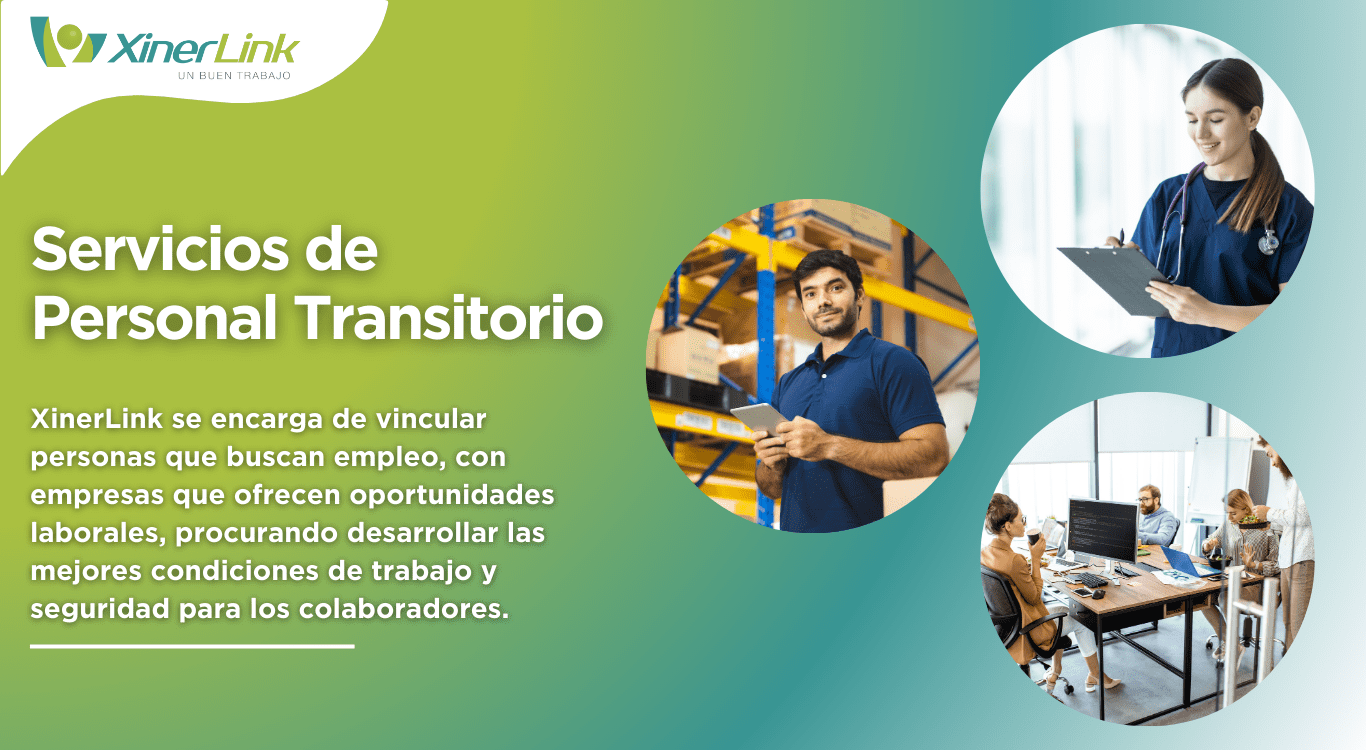 XinerLink
UN BUEN TRABAJO
Servicios de
Personal Transitorio
XinerLink se encarga de vincular
personas que buscan empleo, con
empresas que ofrecen oportunidades
laborales, procurando desarrollar las
mejores condiciones de trabajo y
seguridad para los colaboradores.